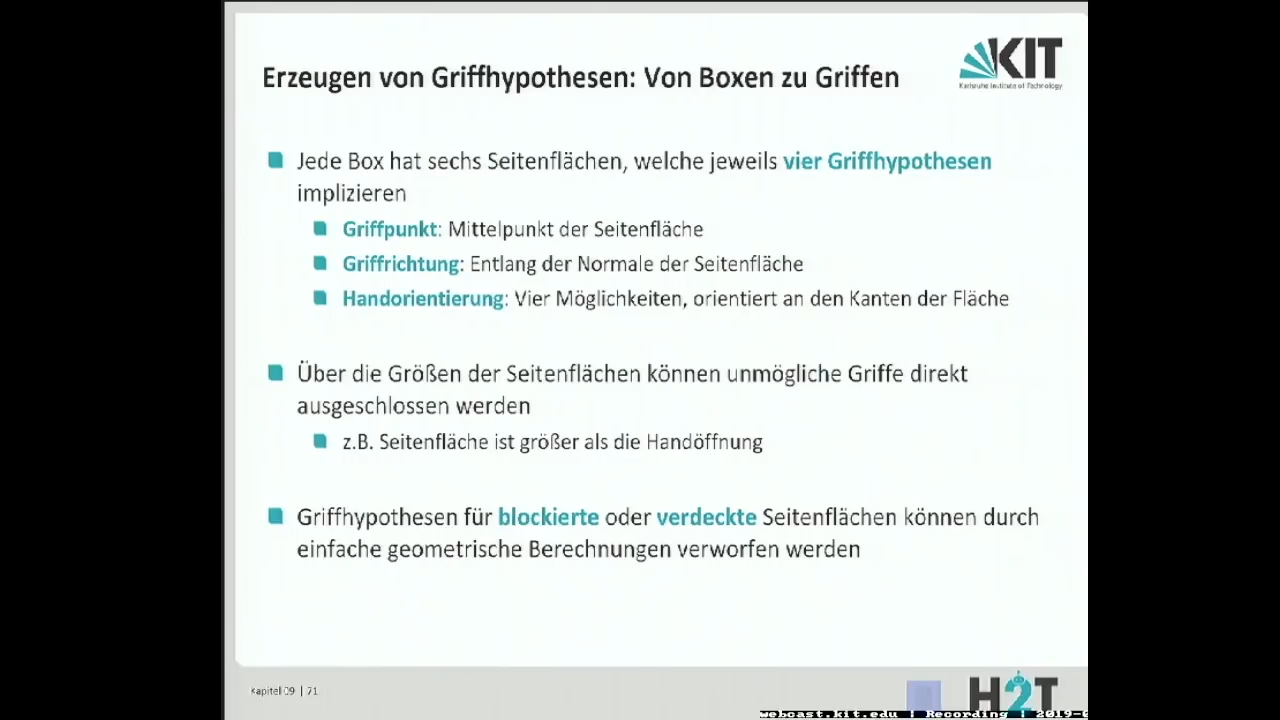 Erzeugen von Griffhypothesen: Von Boxen zu Griffen
KIT
Karlsruhe Institute of Technology
Jede Box hat sechs Seitenflächen, welche jeweils vier Griffhypothesen
implizieren
Griffpunkt: Mittelpunkt der Seitenfläche
Griffrichtung: Entlang der Normale der Seitenfläche
Handorientierung: Vier Möglichkeiten, orientiert an den Kanten der Fläche
Über die Größen der Seitenflächen können unmögliche Griffe direkt
ausgeschlossen werden
z.B. Seitenfläche ist größer als die Handöffnung
Griffhypothesen für blockierte oder verdeckte Seitenflächen können durch
einfache geometrische Berechnungen verworfen werden
Kapitel 09 | 71
H2T
webcast.kit.edu | Recording | 2019-